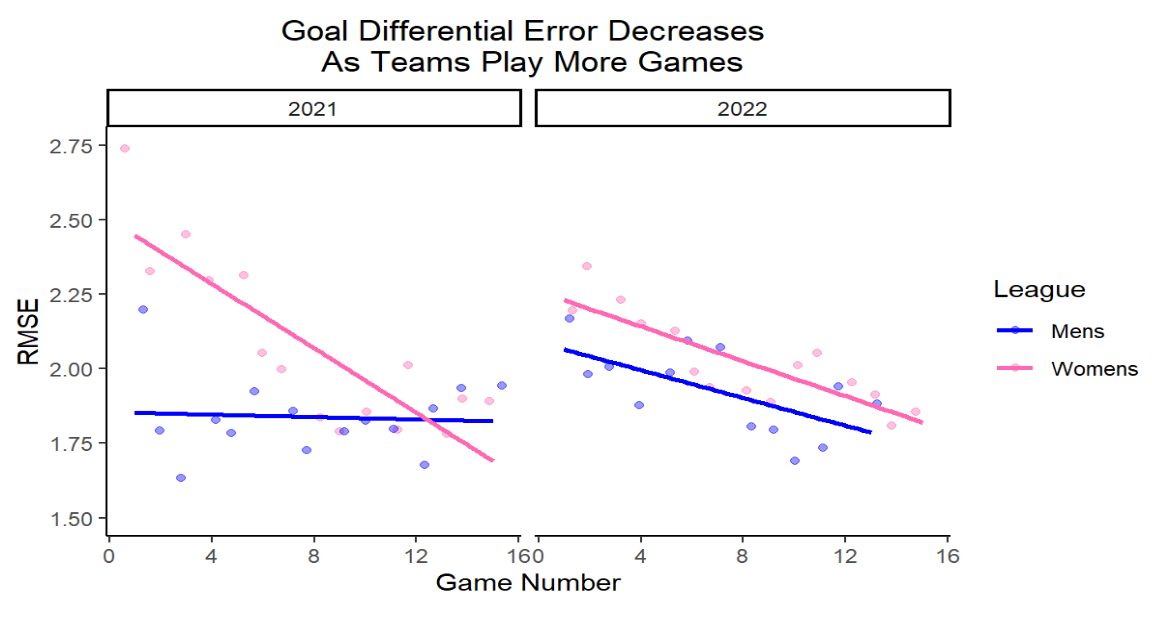 Goal Differential Error Decreases
As Teams Play More Games
2021
2022
2.75
2.50
2.25
2.00
1.75
1.50
RMSE
0 4 8 12 16
0 4 8 12 16
Game Number
League
Mens
Womens